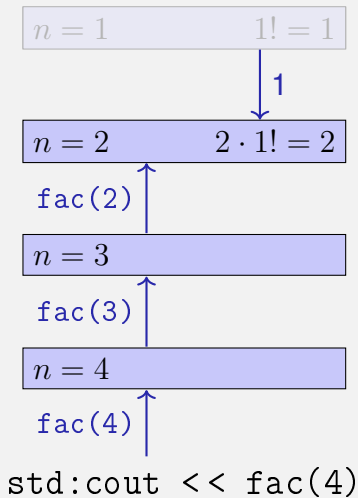 n = 1 1! = 1
1
n = 2 2 · 1! = 2
fac(2)
n = 3
fac(3)
n = 4
fac(4)
std:cout << fac(4)